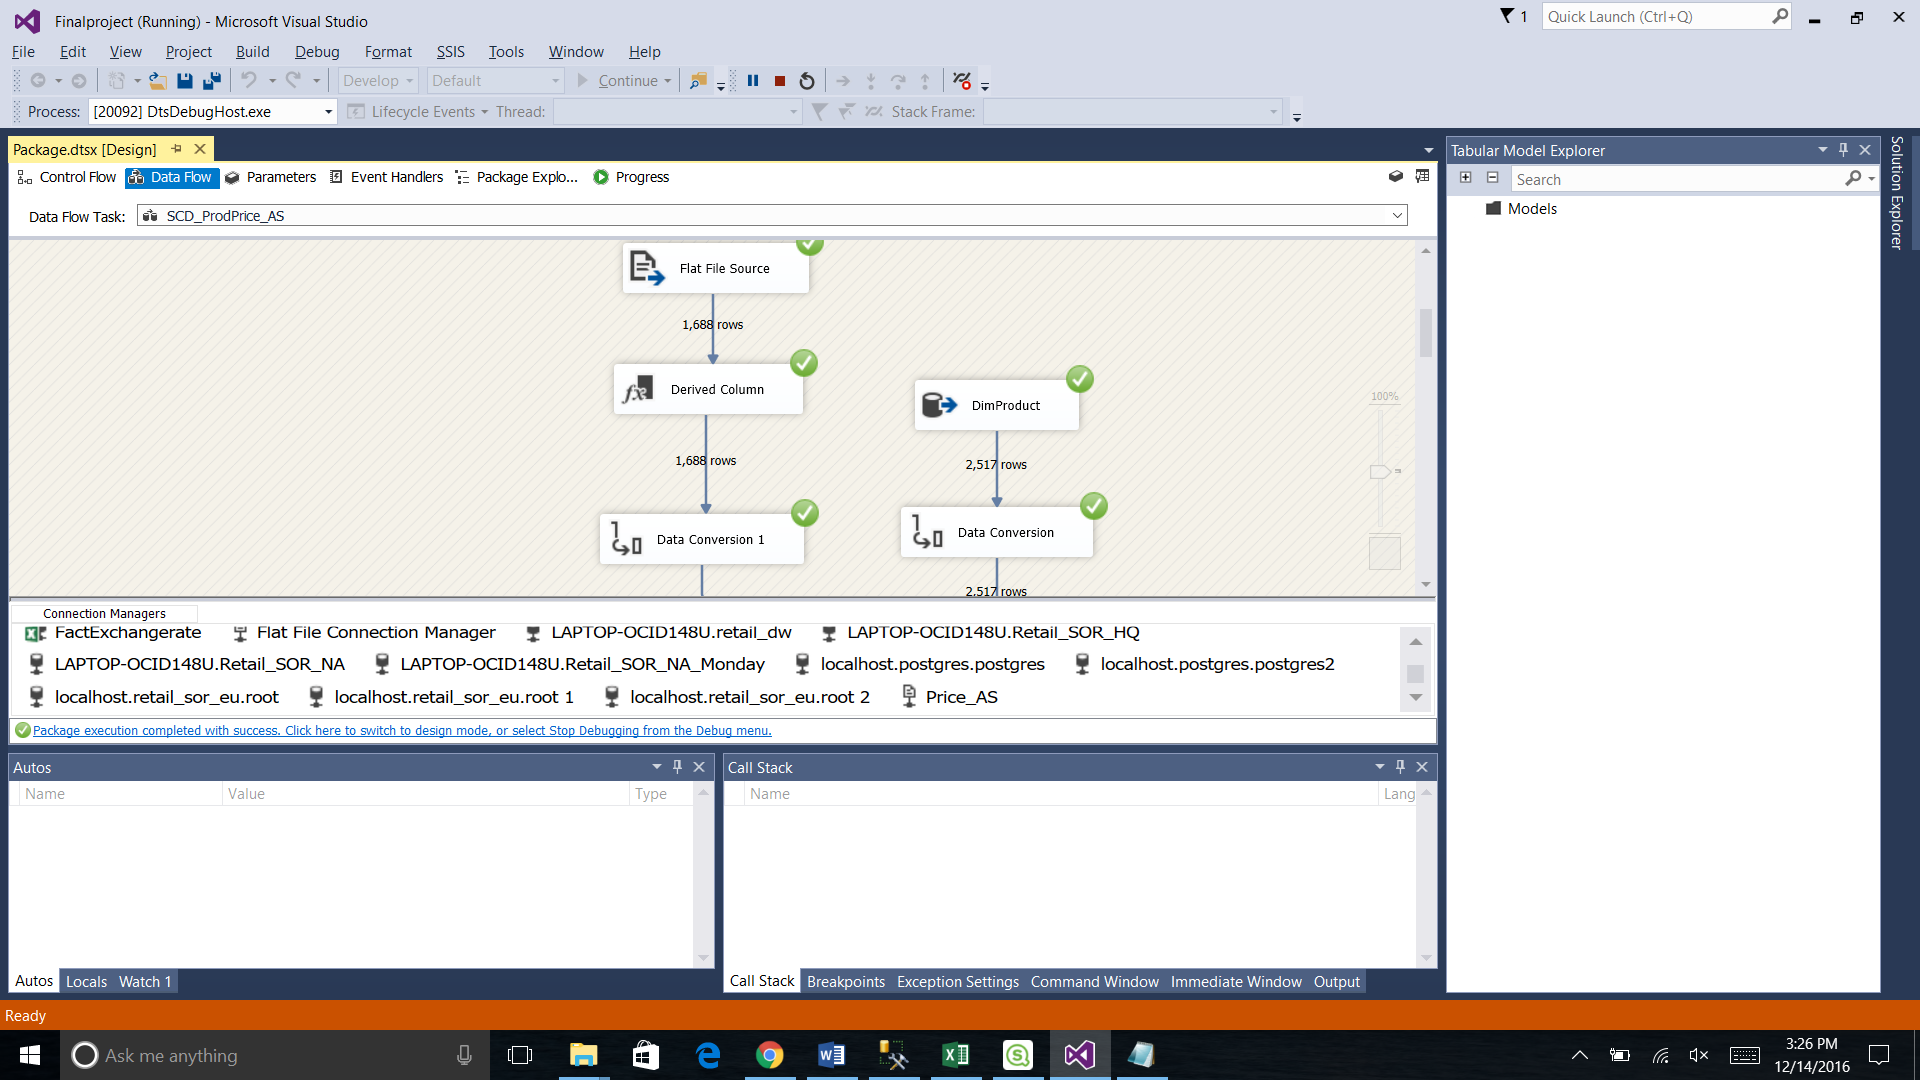 Finalproject (Running) - Microsoft Visual Studio
1
Quick Launch (Ctrl+Q)
File Edit View Project Build Debug Format SSIS Tools Window Help
Develop Default Continue
Process: [20092] DtsDebugHost.exe Lifecycle Events Thread: Stack Frame:
Package.dtsx [Design]
Control Flow Data Flow Parameters Event Handlers Package Explo... Progress
Data Flow Task: SCD_ProdPrice_AS
Flat File Source
1,688 rows
Derived Column
1,688 rows
Data Conversion 1
DimProduct
2,517 rows
Data Conversion
2,517 rows
100%
Connection Managers
FactExchangerate Flat File Connection Manager LAPTOP-OCID148U.retail_dw LAPTOP-OCID148U.Retail_SOR_HQ
LAPTOP-OCID148U.Retail_SOR_NA LAPTOP-OCID148U.Retail_SOR_NA_Monday localhost.postgres.postgres localhost.postgres.postgres2
localhost.retail_sor_eu.root localhost.retail_sor_eu.root 1 localhost.retail_sor_eu.root 2 Price_AS
Package execution completed with success. Click here to switch to design mode, or select Stop Debugging from the Debug menu.
Autos
Name Value Type
Autos Locals Watch 1
Call Stack
Name Lang
Call Stack Breakpoints Exception Settings Command Window Immediate Window Output
Tabular Model Explorer
Search
Models
Solution Explorer
Ready
Ask me anything
3:26 PM
12/14/2016